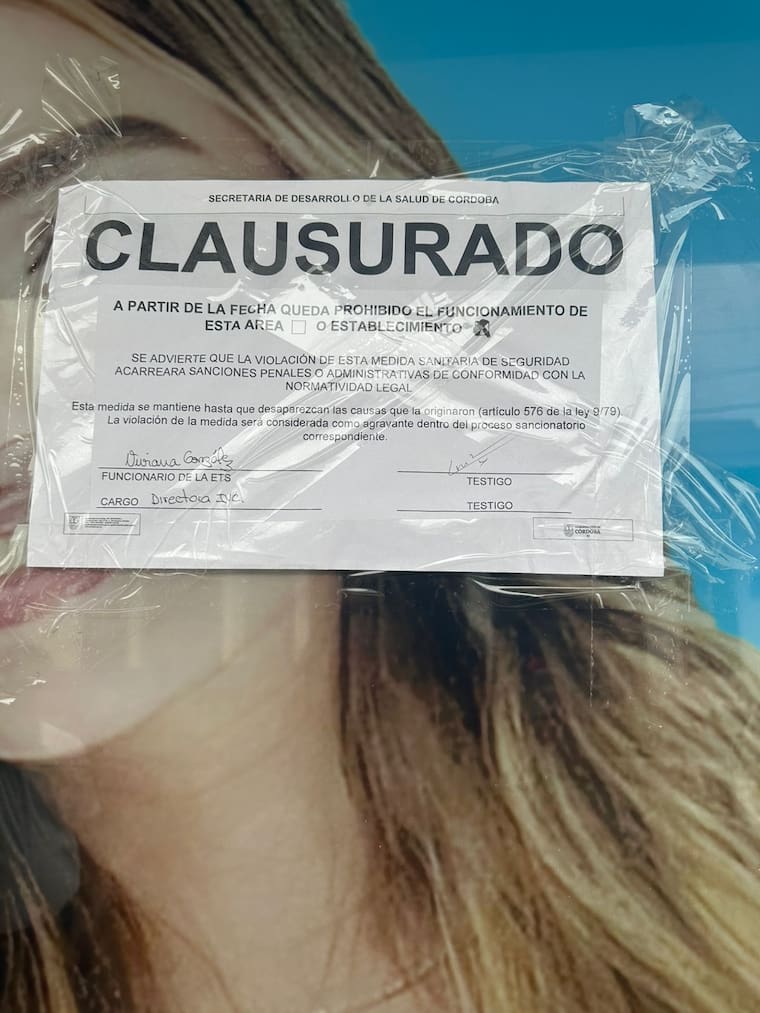 SECRETARIA DE DESARROLLO DE LA SALUD DE CORDOBA
CLAUSURADO
A PARTIR DE LA FECHA QUEDA PROHIBIDO EL FUNCIONAMIENTO DE
ESTA AREA ☐ O ESTABLECIMIENTO ☒
SE ADVIERTE QUE LA VIOLACIÓN DE ESTA MEDIDA SANITARIA DE SEGURIDAD
ACARREARA SANCIONES PENALES O ADMINISTRATIVAS DE CONFORMIDAD CON LA
NORMATIVIDAD LEGAL
Esta medida se mantiene hasta que desaparezcan las causas que la originaron (artículo 576 de la ley 9/79)
La violación de la medida será considerada como agravante dentro del proceso sancionatorio
correspondiente.
Viviana González
FUNCIONARIO DE LA ETS
TESTIGO
CARGO Directora IVC.
TESTIGO
CÓRDOBA